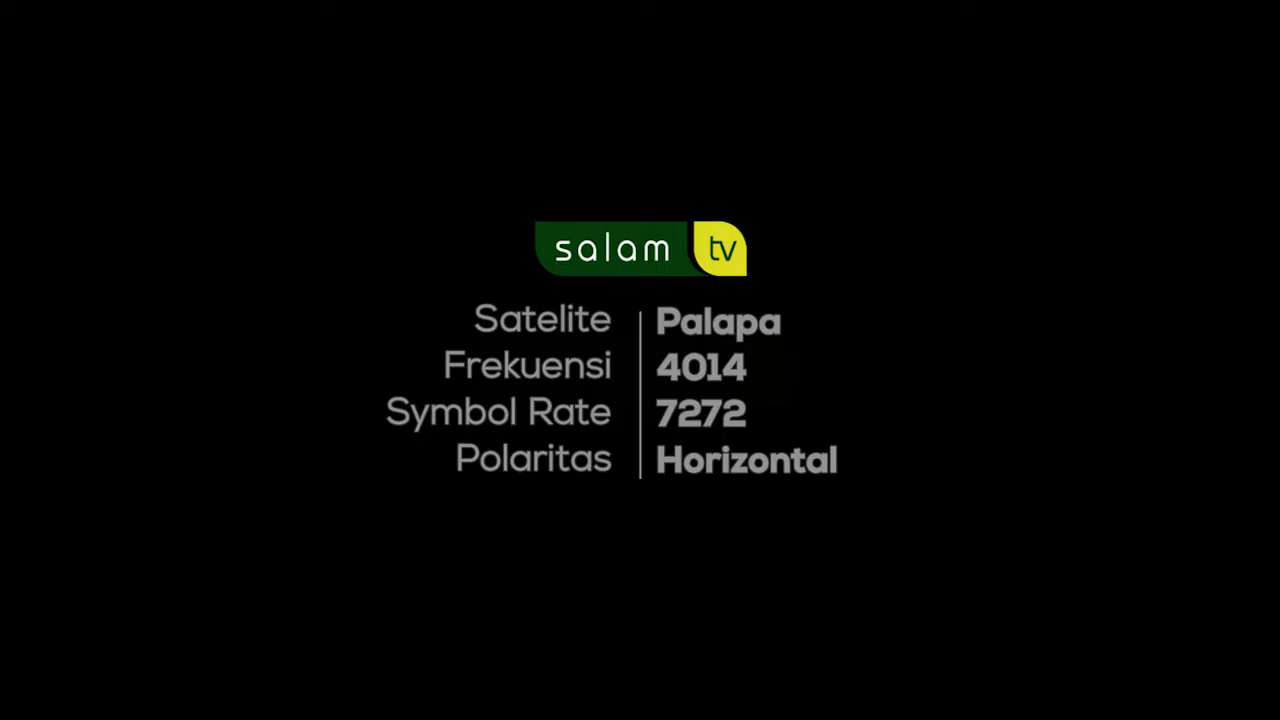 salam tv
Satelite Palapa
Frekuensi 4014
Symbol Rate 7272
Polaritas Horizontal